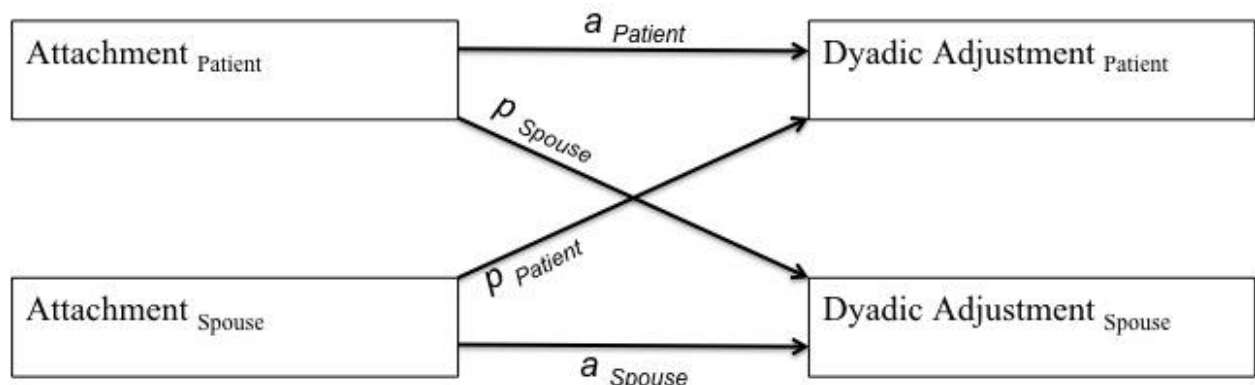 a Patient
Attachment Patient
Dyadic Adjustment Patient
p Spouse
p Patient
Attachment Spouse
Dyadic Adjustment Spouse
a Spouse